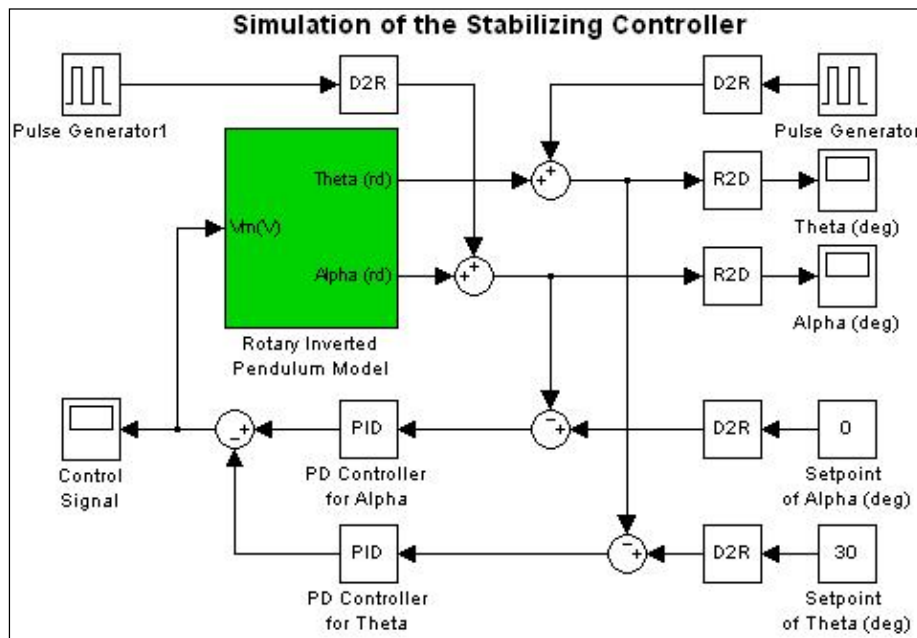 Simulation of the Stabilizing Controller
D2R
D2R
Pulse Generator1
Pulse Generator
Theta (rd)
+
+
R2D
Theta (deg)
Vm(V)
Alpha (rd)
+
+
R2D
Alpha (deg)
Rotary Inverted
Pendulum Model
Control
Signal
−
+
PID
PD Controller
for Alpha
−
+
D2R
0
Setpoint
of Alpha (deg)
PID
PD Controller
for Theta
−
+
D2R
30
Setpoint
of Theta (deg)